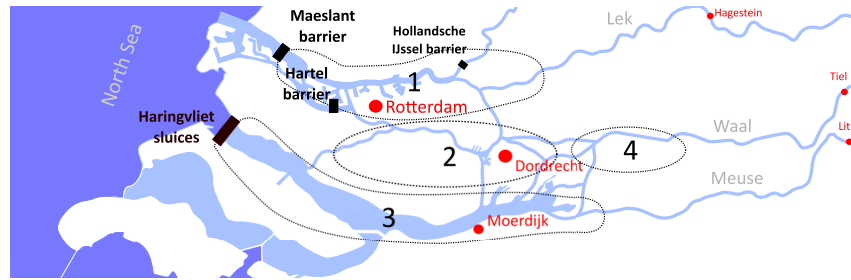 Maeslant
barrier
Hollandsche
IJssel barrier
Lek
Hagestein
North Sea
Hartel
barrier
1
Rotterdam
Tiel
Haringvliet
sluices
Waal
Lit
2
Dordrecht
4
Meuse
3
Moerdijk